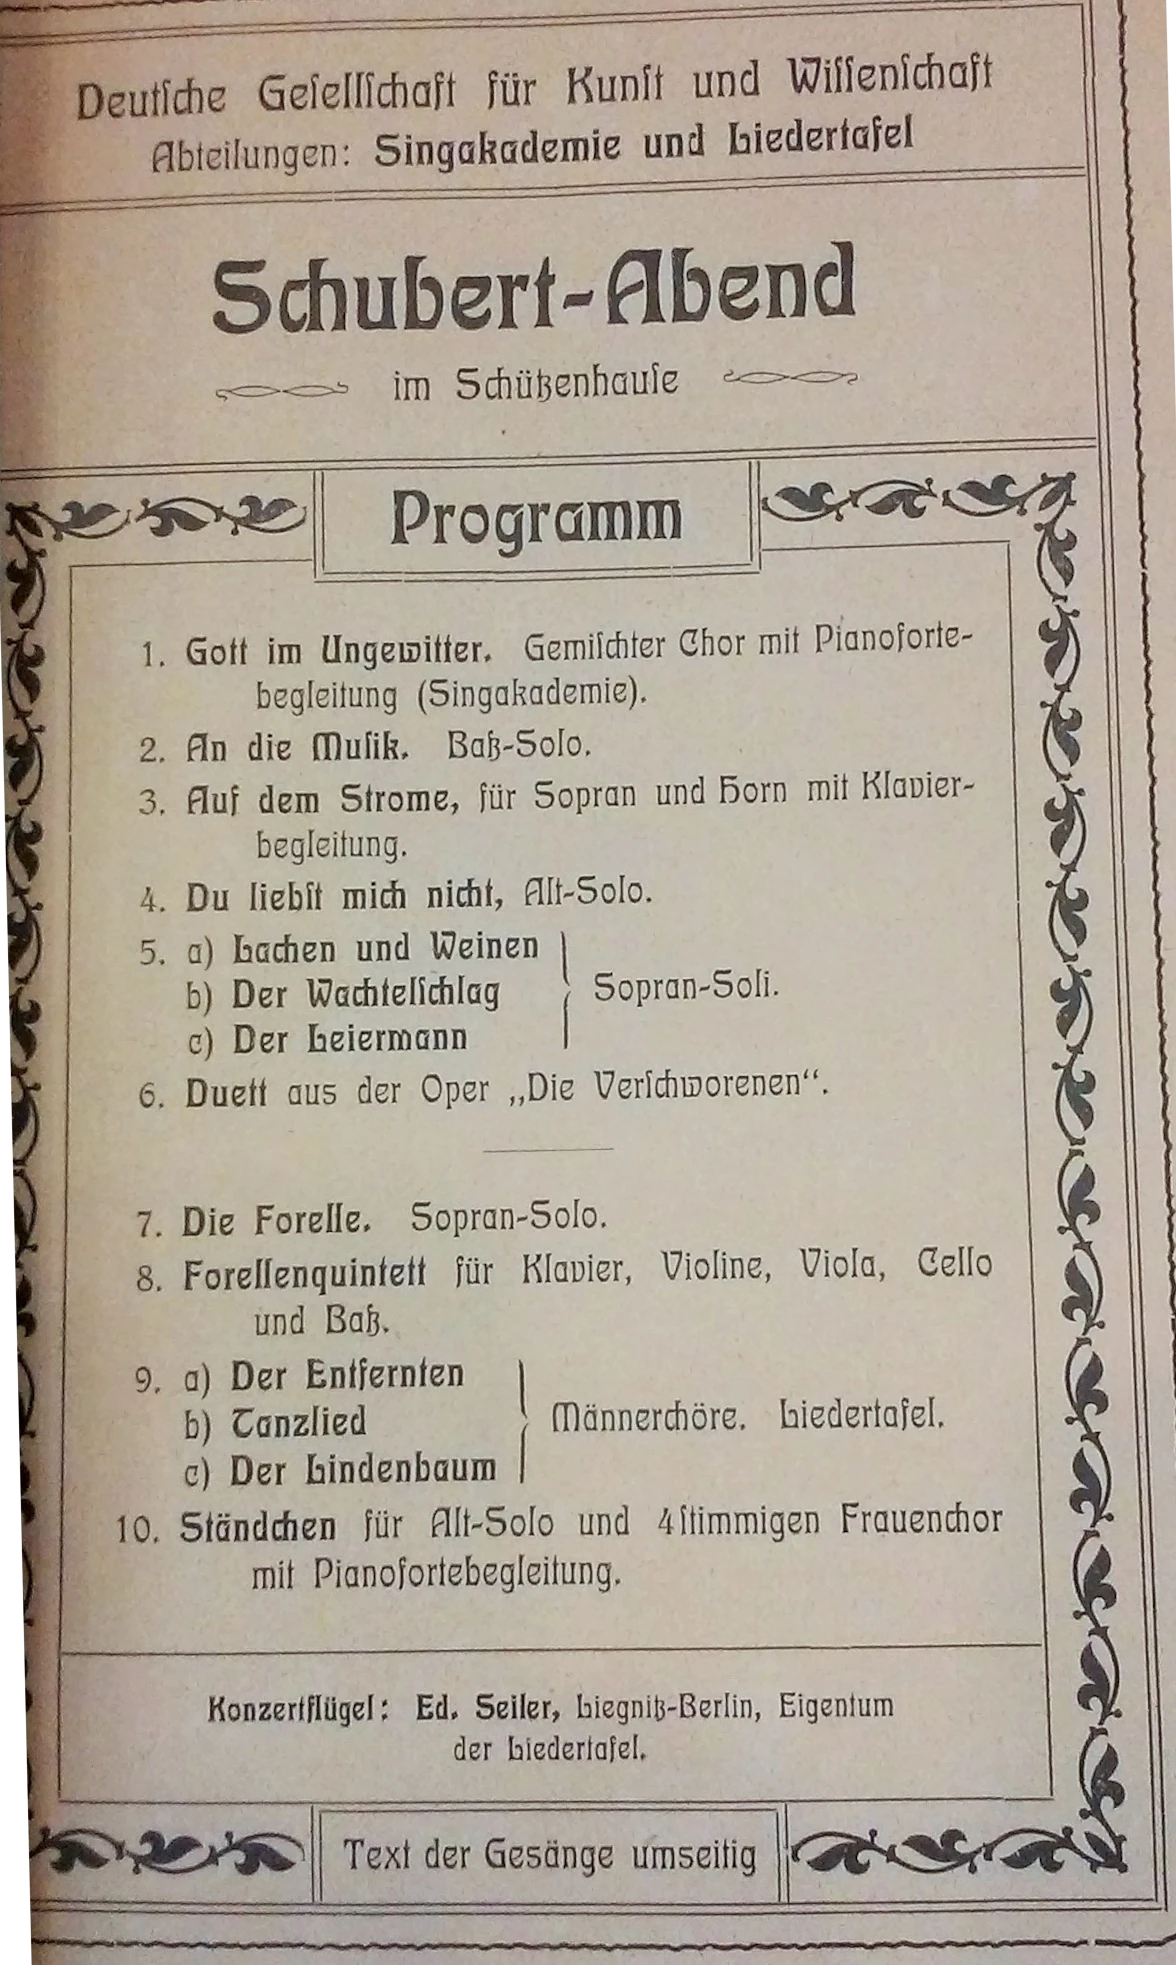 Deutſche Geſellſchaft für Kunſt und Wiſſenſchaft
Abteilungen: Singakademie und Liedertafel
Schubert-Abend
im Schützenhauſe
Programm
1. Gott im Ungewitter. Gemiſchter Chor mit Pianoforte-
begleitung (Singakademie).
2. An die Muſik. Baß-Solo.
3. Auf dem Strome, für Sopran und Horn mit Klavier-
begleitung.
4. Du liebſt mich nicht, Alt-Solo.
5. a) Lachen und Weinen
b) Der Wachtelſchlag
Sopran-Soli.
c) Der Leiermann
6. Duett aus der Oper „Die Verſchworenen“.
7. Die Forelle. Sopran-Solo.
8. Forellenquintett für Klavier, Violine, Viola, Cello
und Baß.
9. a) Der Entfernten
b) Tanzlied
Männerchöre. Liedertafel.
c) Der Lindenbaum
10. Ständchen für Alt-Solo und 4ſtimmigen Frauenchor
mit Pianofortebegleitung.
Konzertflügel: Ed. Seiler, Liegnitz-Berlin, Eigentum
der Liedertafel.
Text der Gesänge umseitig